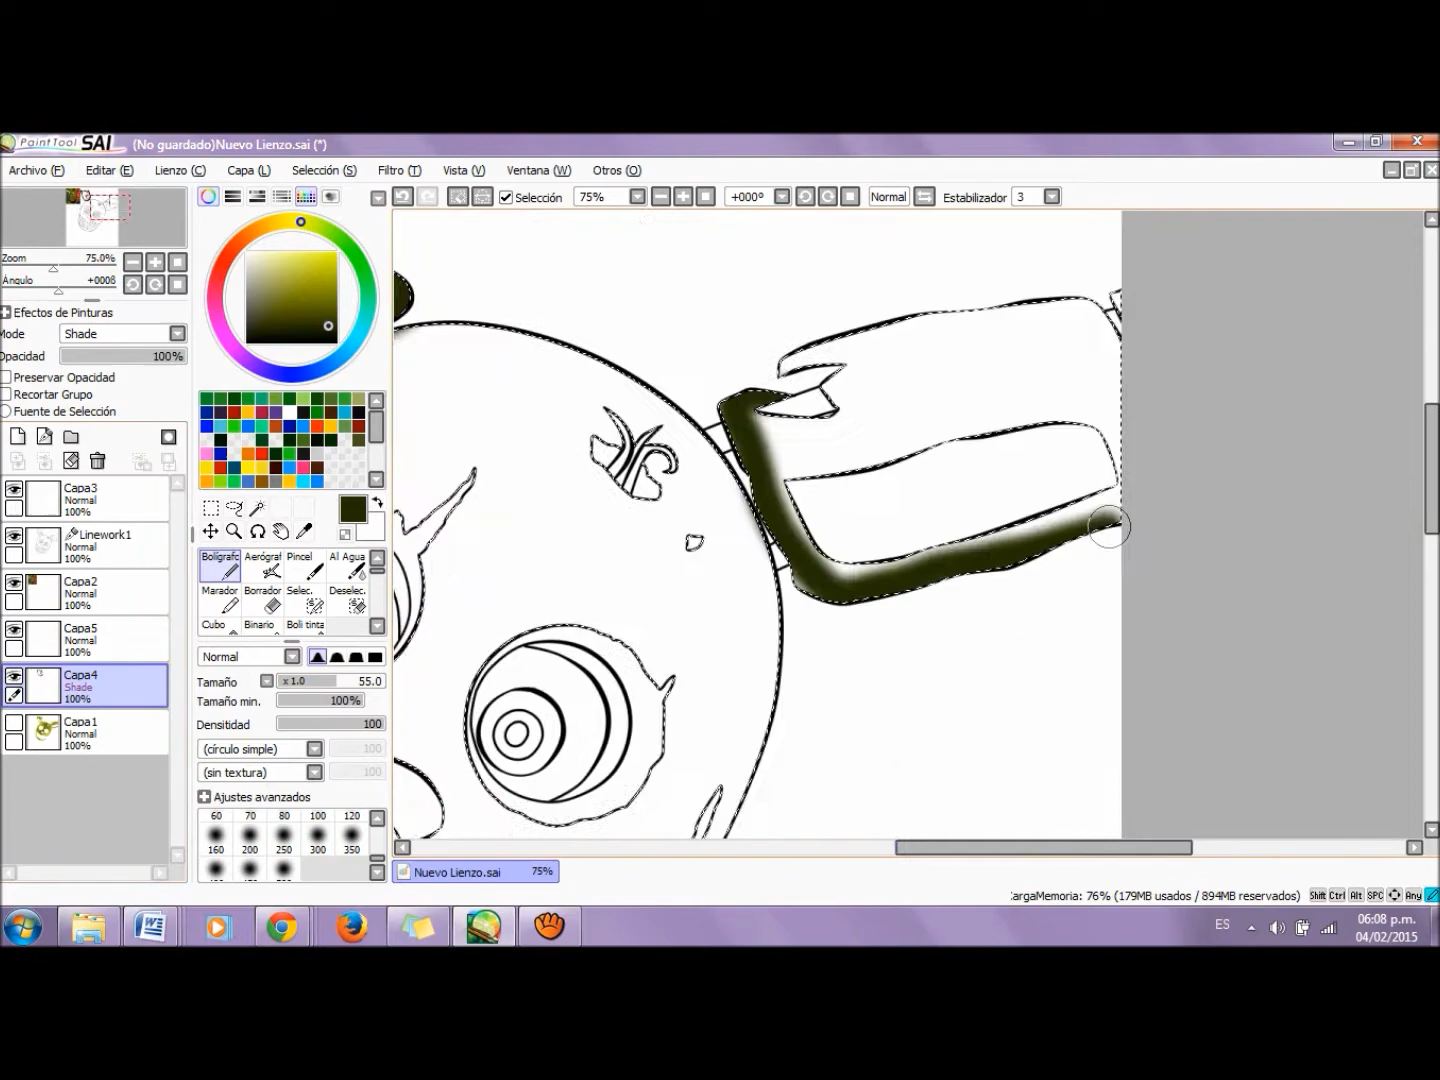 PaintTool SAI (No guardado)Nuevo Lienzo.sai (*)
Archivo (F) Editar (E) Lienzo (C) Capa (L) Selección (S) Filtro (T) Vista (V) Ventana (W) Otros (O)
Selección 75% +000º Normal Estabilizador 3
Zoom 75.0%
Ángulo
Efectos de Pinturas
Mode Shade
Opacidad 100%
Preservar Opacidad
Recortar Grupo
Fuente de Selección
Capa3
Normal
100%
Linework1
Normal
100%
Capa2
Normal
100%
Capa5
Normal
100%
Capa4
Shade
100%
Capa1
Normal
100%
Bolígrafo Aerógraf Pincel Al Agua
Marador Borrador Selec. Deselec.
Cubo Binario Boli tinta
Normal
Tamaño x 1.0 55.0
Tamaño min. 100%
Densitidad 100
(círculo simple) 100
(sin textura) 100
Ajustes avanzados
60 70 80 100 120
160 200 250 300 350
Nuevo Lienzo.sai 75%
CargaMemoria: 76% (179MB usados / 894MB reservados) Shift Ctrl Alt SPC Any
ES
06:08 p.m.
04/02/2015